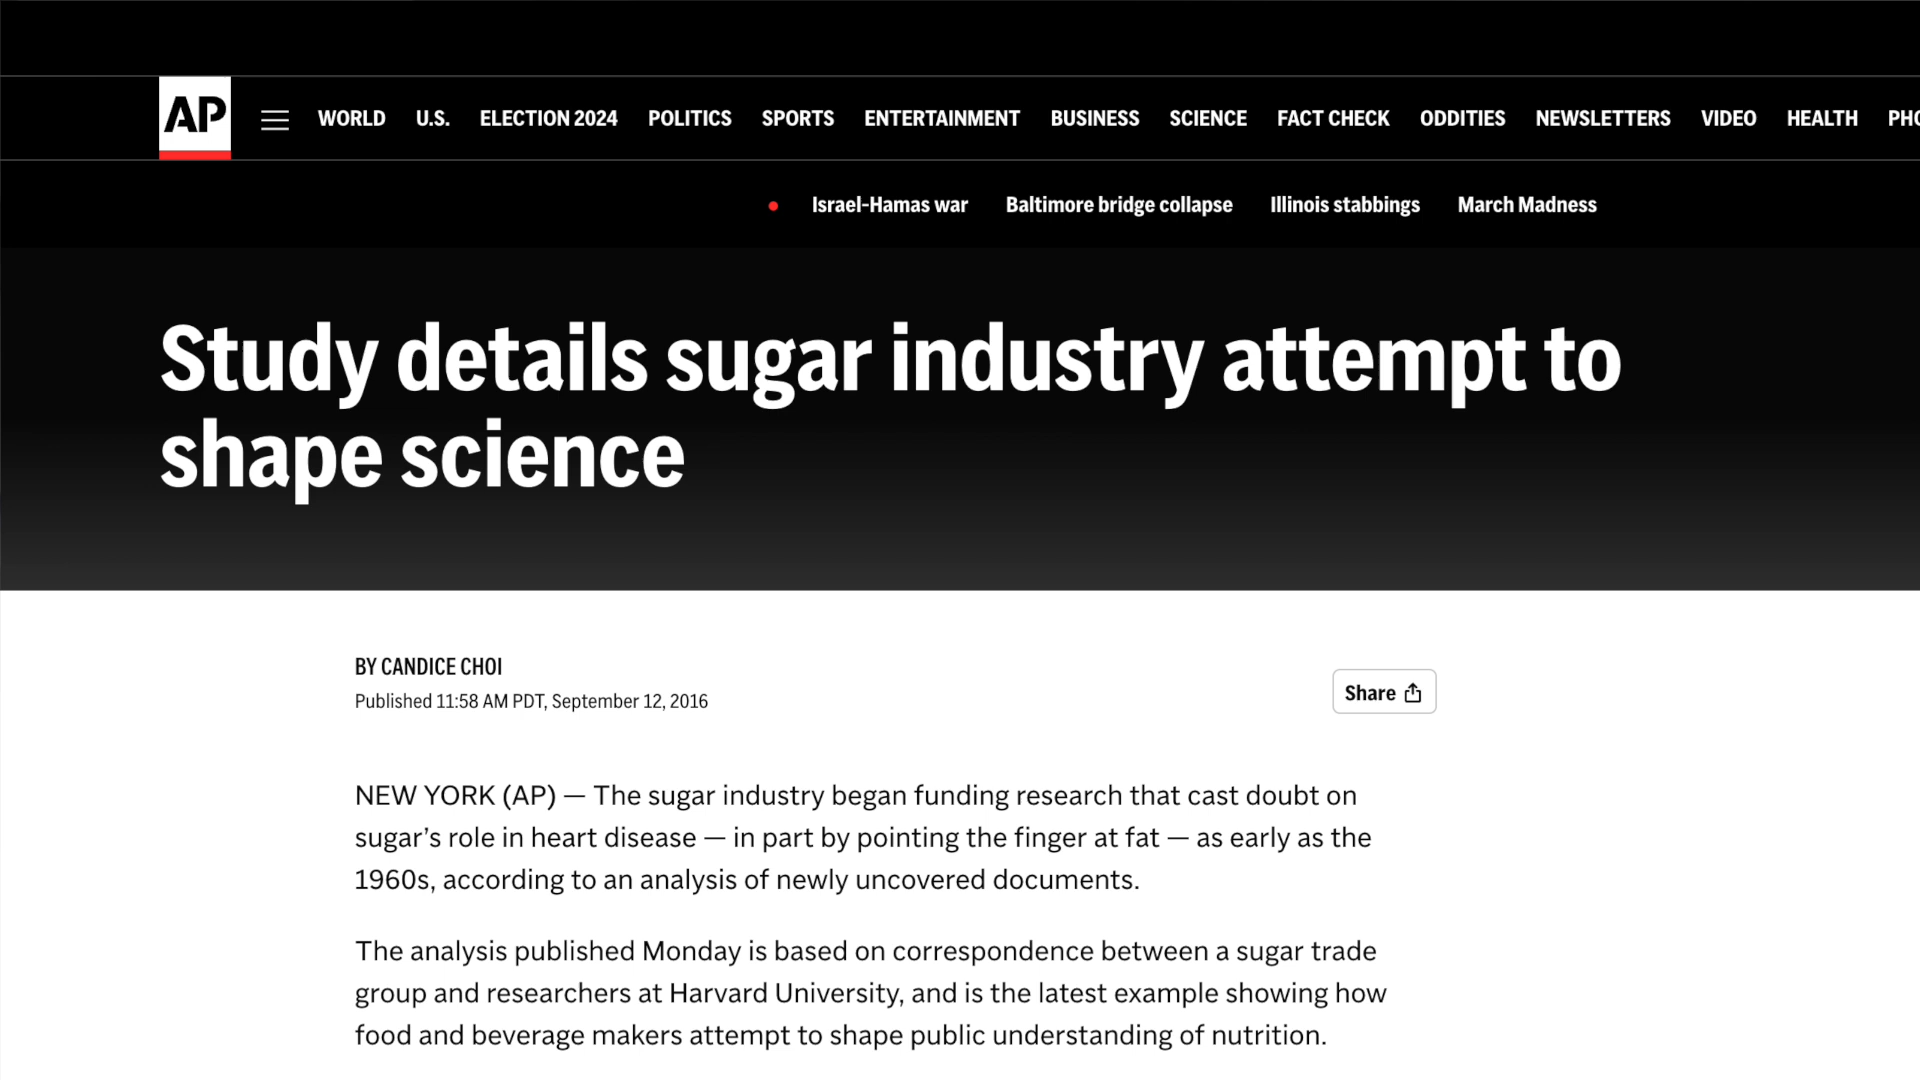 AP
WORLD U.S. ELECTION 2024 POLITICS SPORTS ENTERTAINMENT BUSINESS SCIENCE FACT CHECK ODDITIES NEWSLETTERS VIDEO HEALTH PHO
Israel-Hamas war Baltimore bridge collapse Illinois stabbings March Madness
Study details sugar industry attempt to
shape science
BY CANDICE CHOI
Published 11:58 AM PDT, September 12, 2016
Share
NEW YORK (AP) — The sugar industry began funding research that cast doubt on
sugar’s role in heart disease — in part by pointing the finger at fat — as early as the
1960s, according to an analysis of newly uncovered documents.
The analysis published Monday is based on correspondence between a sugar trade
group and researchers at Harvard University, and is the latest example showing how
food and beverage makers attempt to shape public understanding of nutrition.